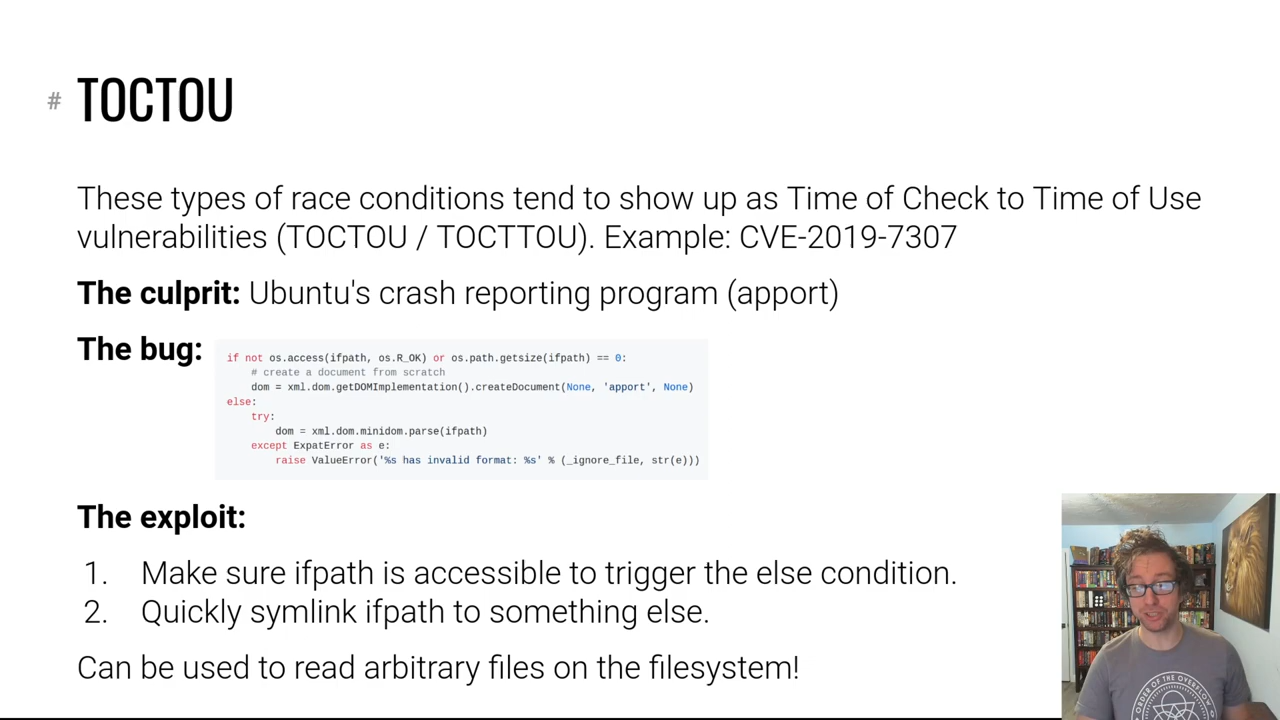 # TOCTOU
These types of race conditions tend to show up as Time of Check to Time of Use
vulnerabilities (TOCTOU / TOCTTOU). Example: CVE-2019-7307
The culprit: Ubuntu's crash reporting program (apport)
The bug:
if not os.access(ifpath, os.R_OK) or os.path.getsize(ifpath) == 0:
    # create a document from scratch
    dom = xml.dom.getDOMImplementation().createDocument(None, 'apport', None)
else:
    try:
        dom = xml.dom.minidom.parse(ifpath)
    except ExpatError as e:
        raise ValueError('%s has invalid format: %s' % (_ignore_file, str(e)))
The exploit:
1. Make sure ifpath is accessible to trigger the else condition.
2. Quickly symlink ifpath to something else.
Can be used to read arbitrary files on the filesystem!
ORDER OF THE OVERFLOW